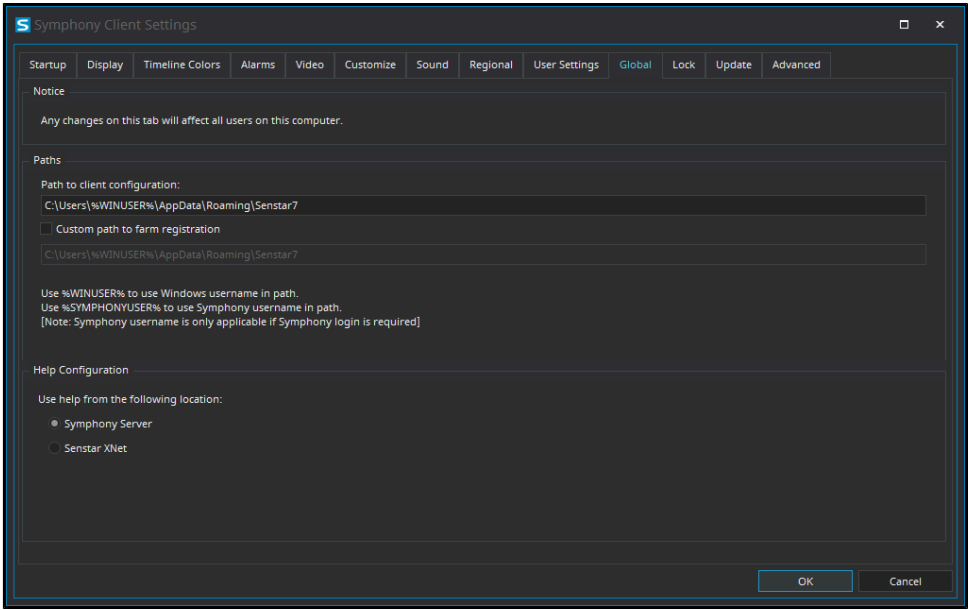 S Symphony Client Settings
Startup Display Timeline Colors Alarms Video Customize Sound Regional User Settings Global Lock Update Advanced
Notice
Any changes on this tab will affect all users on this computer.
Paths
Path to client configuration:
C:\Users\%WINUSER%\AppData\Roaming\Senstar7
Custom path to farm registration
C:\Users\%WINUSER%\AppData\Roaming\Senstar7
Use %WINUSER% to use Windows username in path.
Use %SYMPHONYUSER% to use Symphony username in path.
[Note: Symphony username is only applicable if Symphony login is required]
Help Configuration
Use help from the following location:
Symphony Server
Senstar XNet
OK Cancel